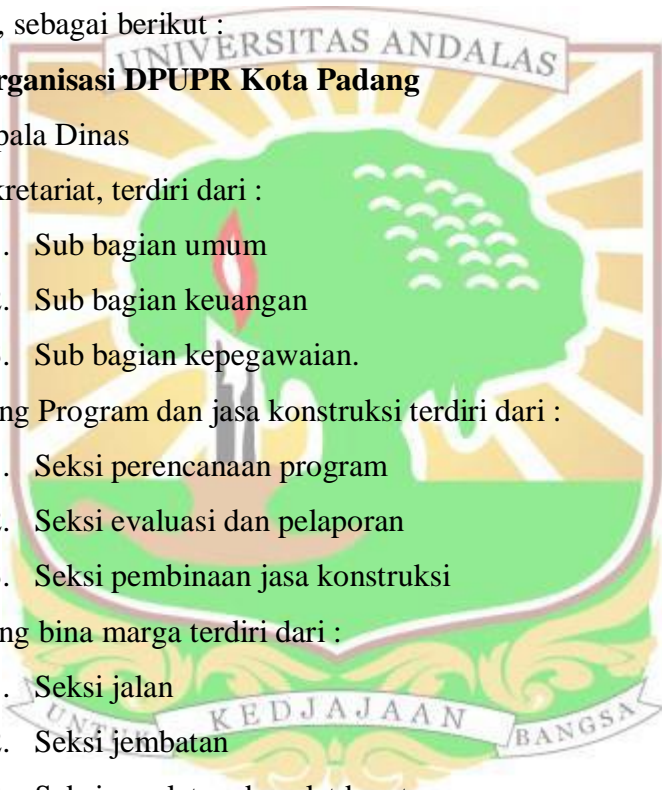 , sebagai berikut :
UNIVERSITAS ANDALAS
rganisasi DPUPR Kota Padang
pala Dinas
kretariat, terdiri dari :
. Sub bagian umum
. Sub bagian keuangan
. Sub bagian kepegawaian.
ng Program dan jasa konstruksi terdiri dari :
. Seksi perencanaan program
. Seksi evaluasi dan pelaporan
. Seksi pembinaan jasa konstruksi
ng bina marga terdiri dari :
. Seksi jalan
UNTUK KEDJAJAAN BANGSA
. Seksi jembatan